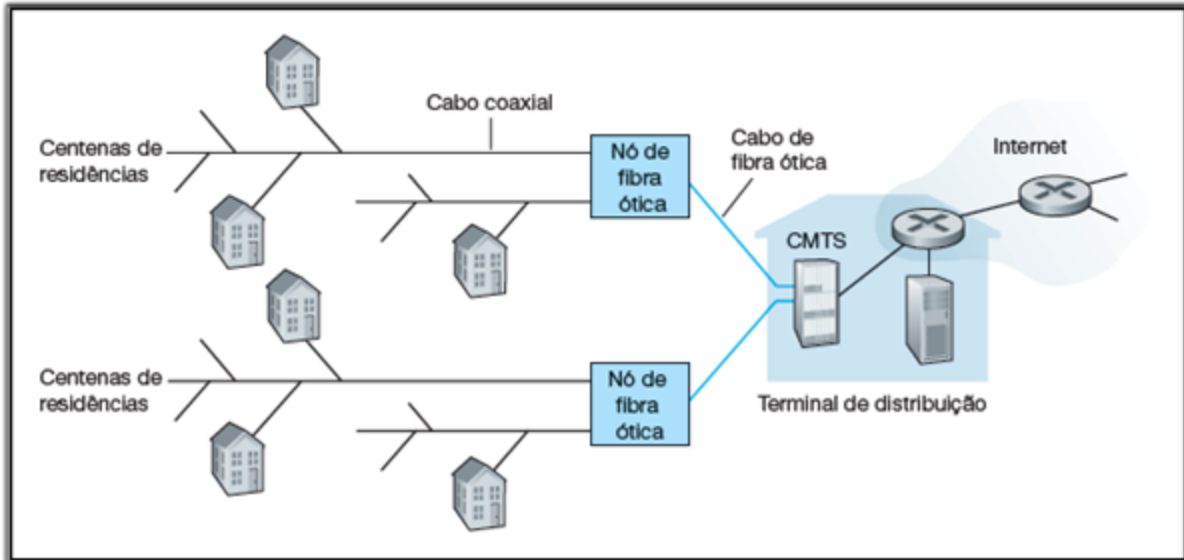 Cabo coaxial
Centenas de
residências
Nó de
fibra
ótica
Cabo de
fibra ótica
Internet
CMTS
Centenas de
residências
Nó de
fibra
ótica
Terminal de distribuição